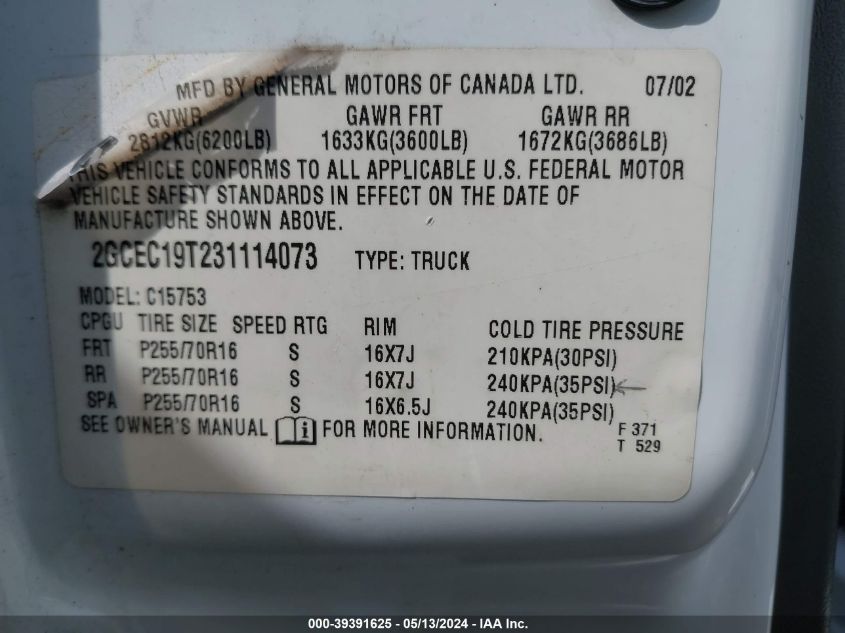 MFD BY GENERAL MOTORS OF CANADA LTD. 07/02
GVWR GAWR FRT GAWR RR
2812KG(6200LB) 1633KG(3600LB) 1672KG(3686LB)
THIS VEHICLE CONFORMS TO ALL APPLICABLE U.S. FEDERAL MOTOR
VEHICLE SAFETY STANDARDS IN EFFECT ON THE DATE OF
MANUFACTURE SHOWN ABOVE.
2GCEC19T231114073 TYPE: TRUCK
MODEL: C15753
CPGU TIRE SIZE SPEED RTG RIM COLD TIRE PRESSURE
FRT P255/70R16 S 16X7J 210KPA(30PSI)
RR P255/70R16 S 16X7J 240KPA(35PSI)
SPA P255/70R16 S 16X6.5J 240KPA(35PSI)
SEE OWNER'S MANUAL i FOR MORE INFORMATION.
F 371
T 529
000-39391625 - 05/13/2024 - IAAI.com